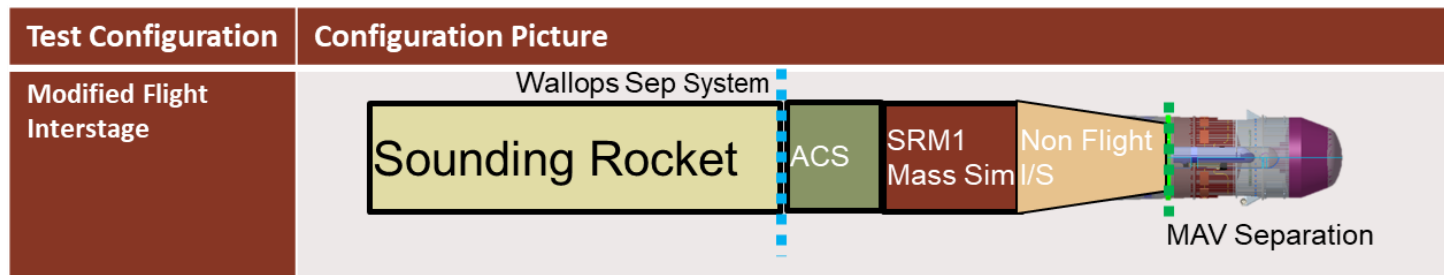 Test Configuration
Configuration Picture
Modified Flight
Interstage
Wallops Sep System
Sounding Rocket
ACS
SRM1
Mass Sim
Non Flight
I/S
MAV Separation